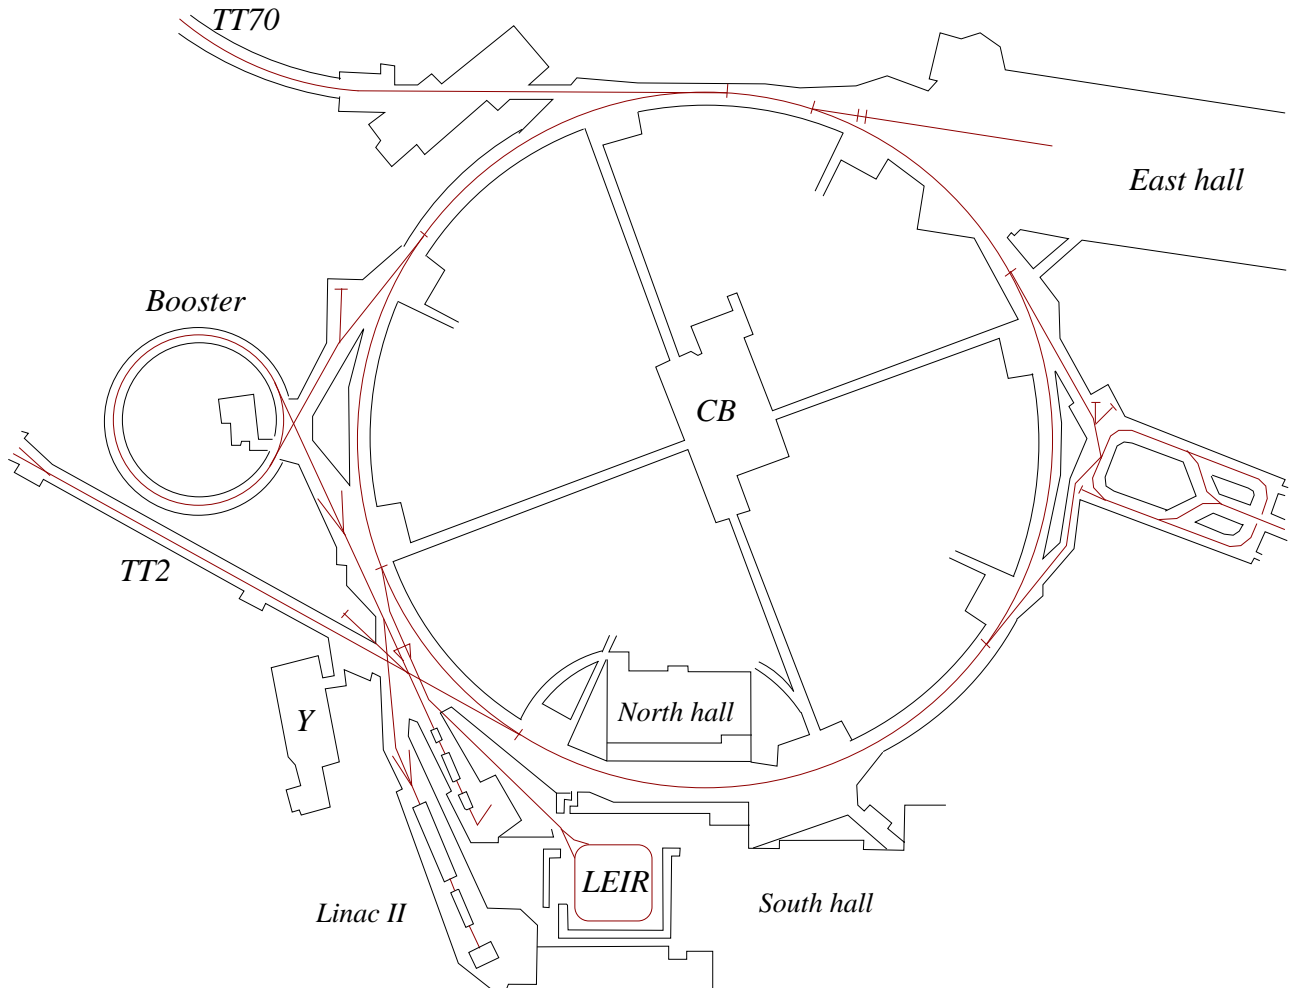 TT70
East hall
Booster
CB
TT2
Y
North hall
LEIR
Linac II
South hall